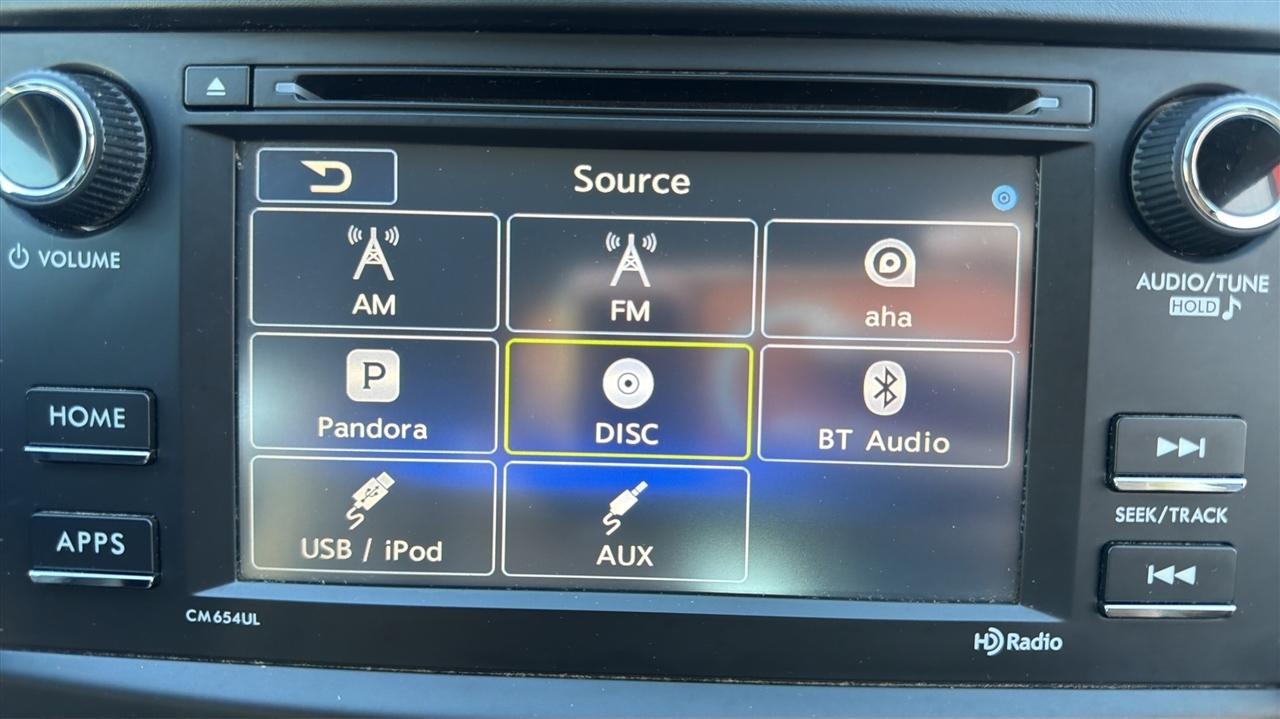 Source
AM
FM
aha
P
Pandora
DISC
BT Audio
USB / iPod
AUX
VOLUME
HOME
APPS
CM654UL
AUDIO/TUNE
HOLD
SEEK/TRACK
HD Radio